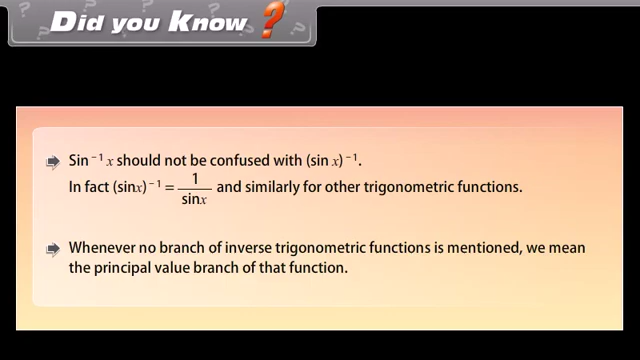 Did you Know ?
Sin⁻¹ x should not be confused with (sin x)⁻¹.
In fact (sinx)⁻¹ = 1/sinx and similarly for other trigonometric functions.
Whenever no branch of inverse trigonometric functions is mentioned, we mean
the principal value branch of that function.